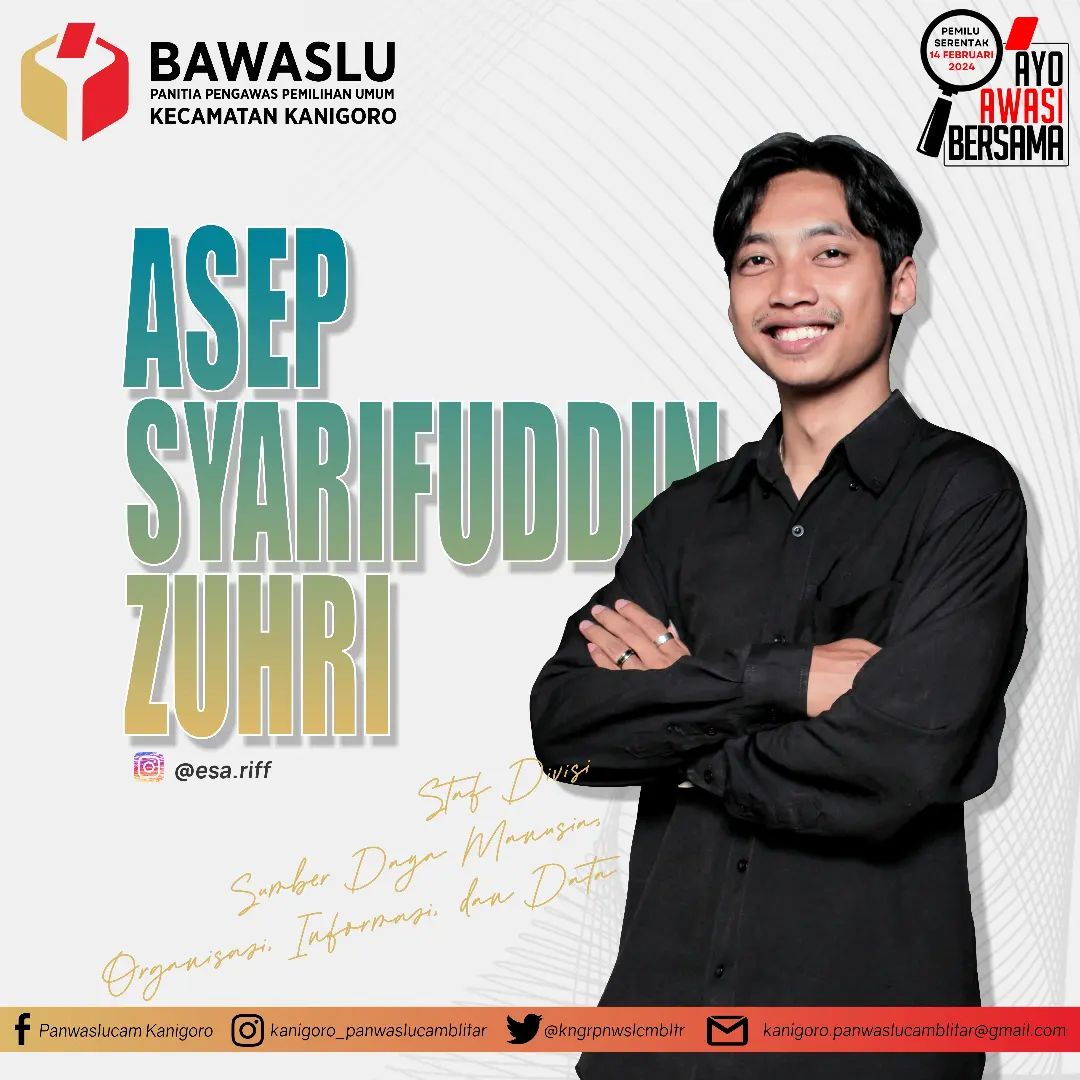 BAWASLU
PANITIA PENGAWAS PEMILIHAN UMUM
KECAMATAN KANIGORO
PEMILU
SERENTAK
14 FEBRUARI
2024
AYO
AWASI
BERSAMA
ASEP
SYARIFUDDIN
ZUHRI
@esa.riff
Staf Divisi
Sumber Daya Manusia,
Organisasi, Informasi, dan Data
Panwaslucam Kanigoro
kanigoro_panwaslucamblitar
@kngrpnwslcmbltr
kanigoro.panwaslucamblitar@gmail.com